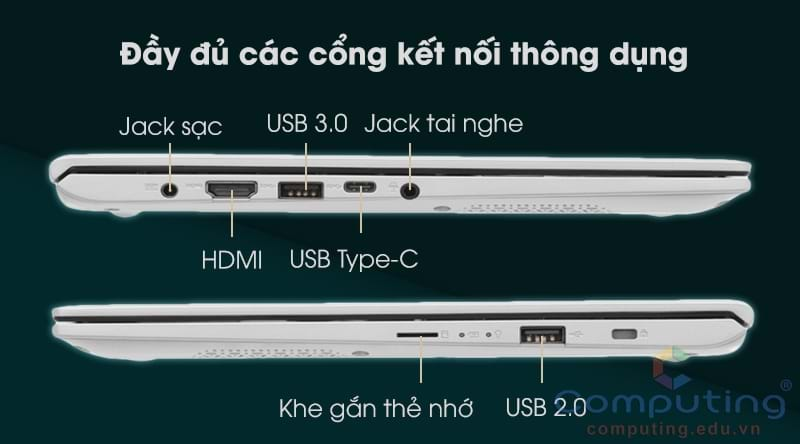 Đầy đủ các cổng kết nối thông dụng
Jack sạc
USB 3.0
Jack tai nghe
HDMI
USB Type-C
Khe gắn thẻ nhớ
USB 2.0
Computing®
computing.edu.vn